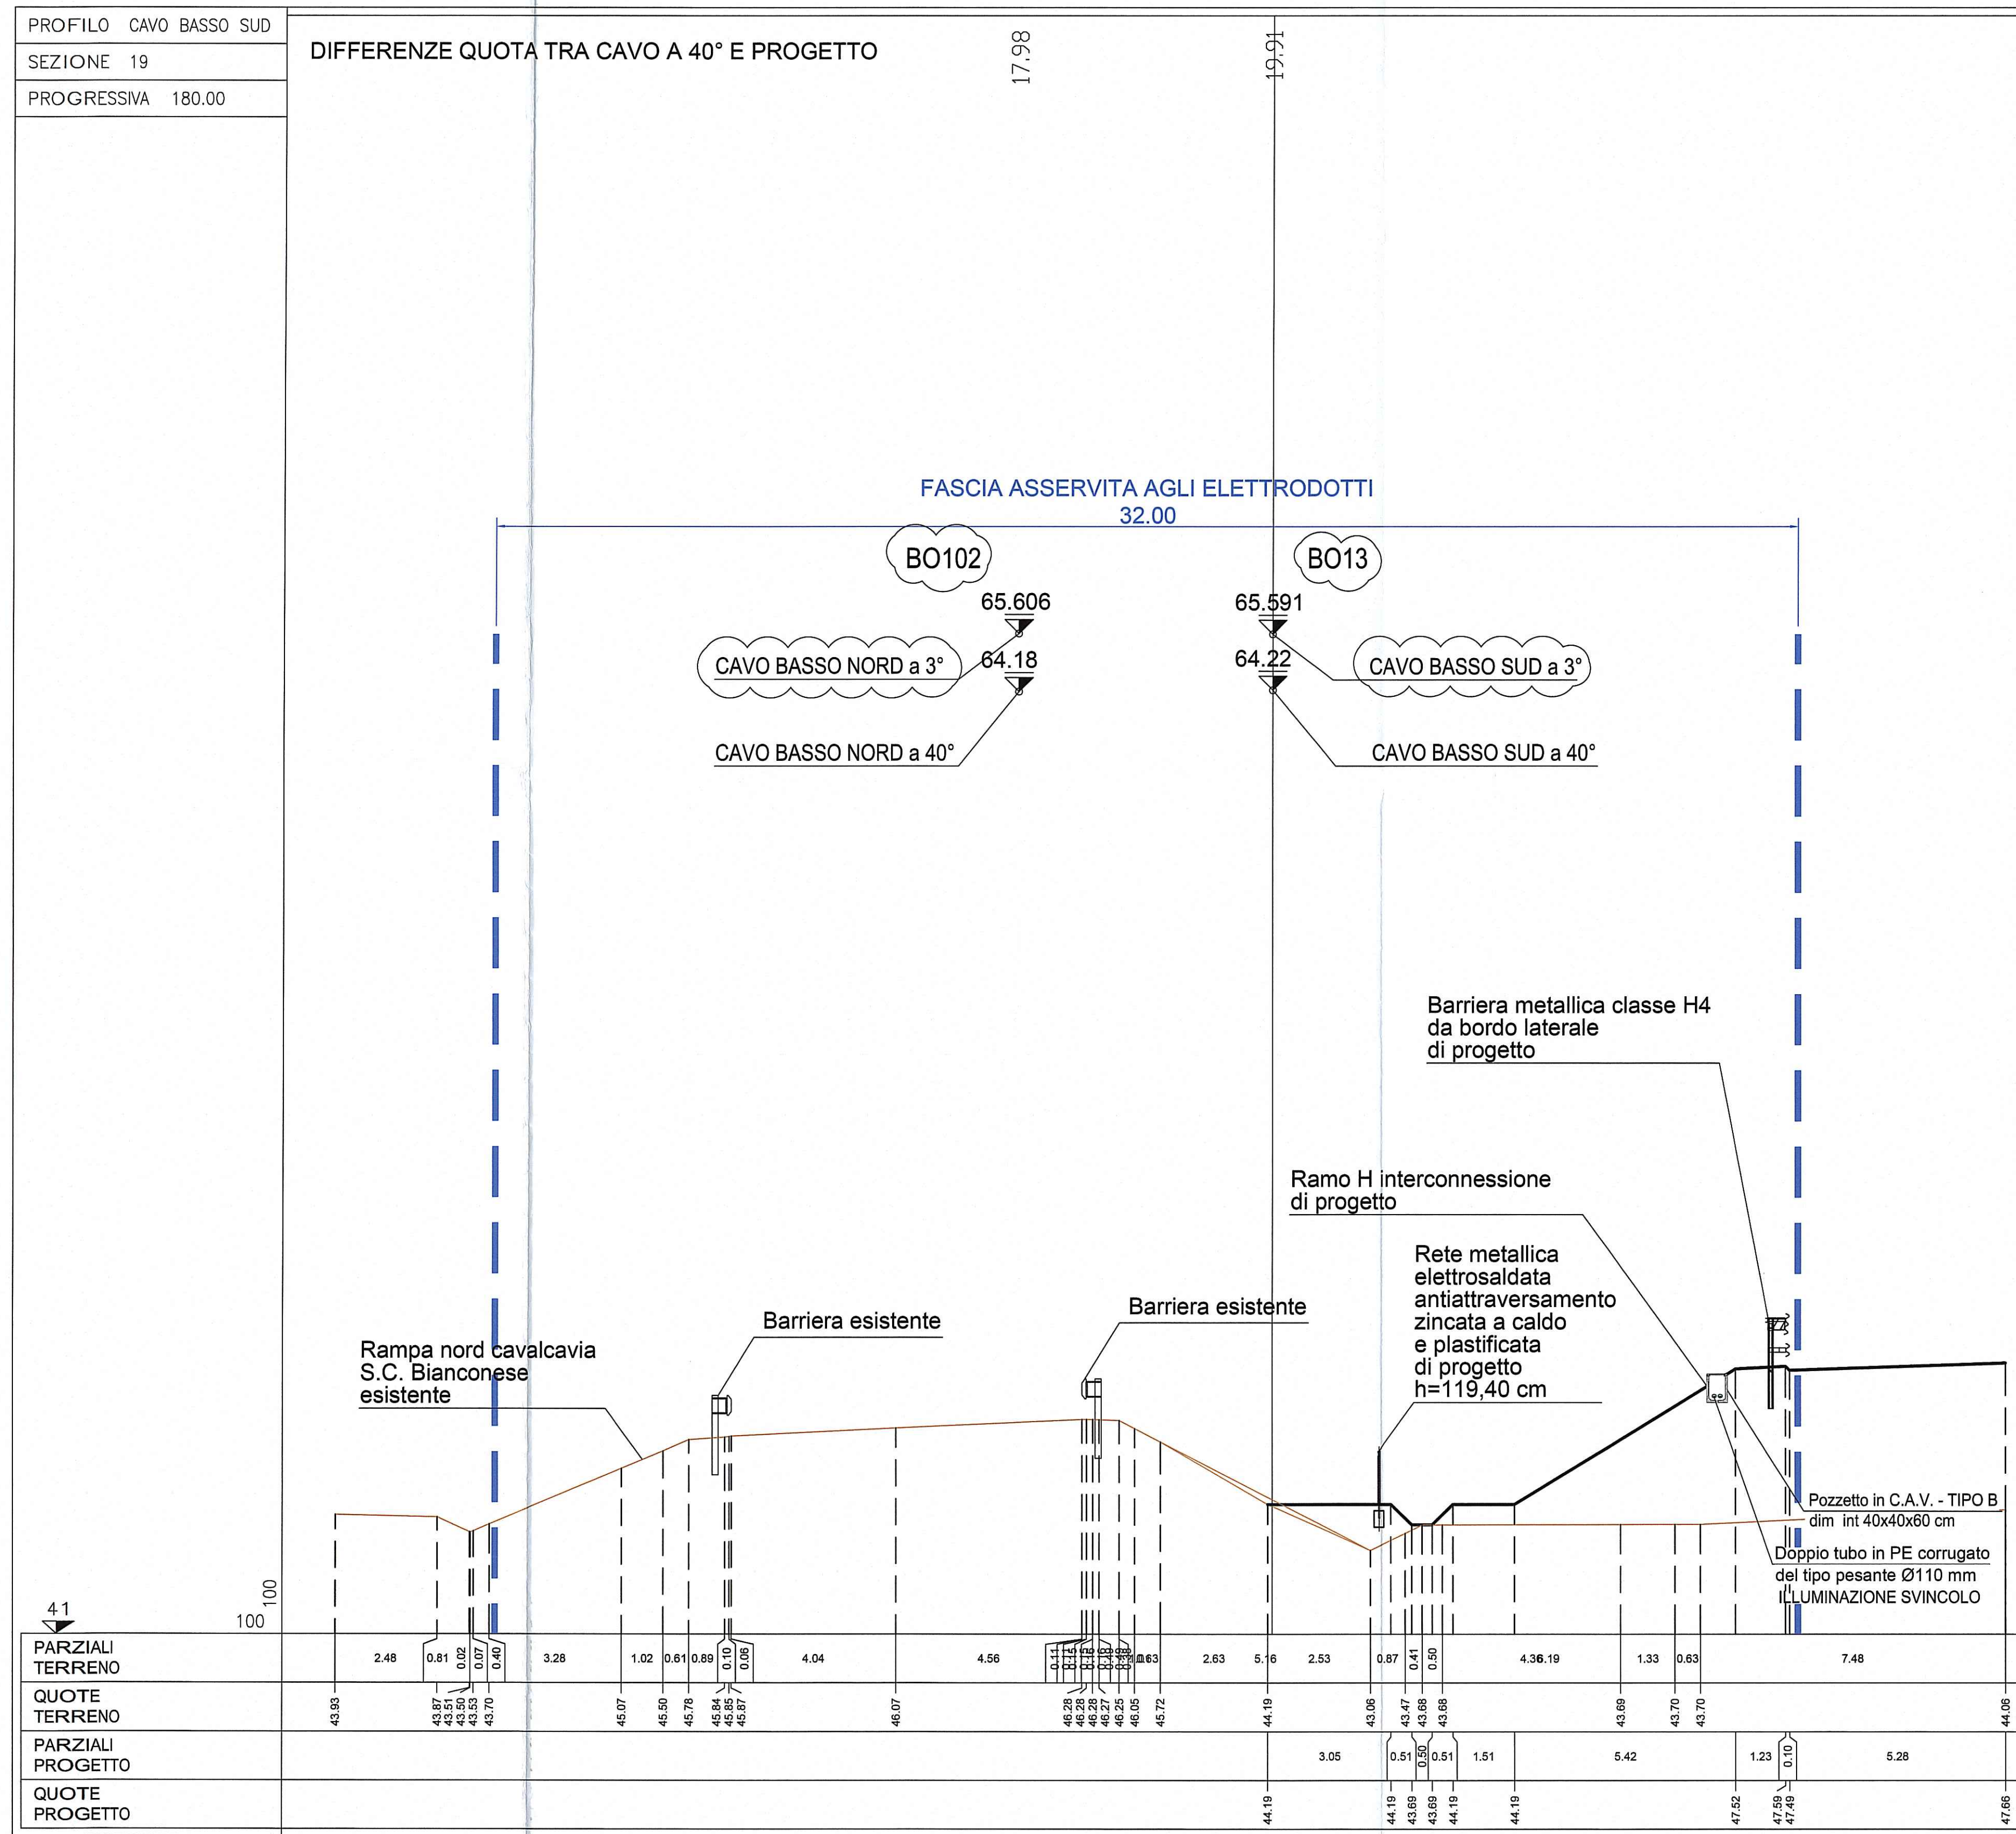 PROFILO CAVO BASSO SUD
SEZIONE 19
PROGRESSIVA 180.00
DIFFERENZE QUOTA TRA CAVO A 40° E PROGETTO
17.98
19.91
FASCIA ASSERVITA AGLI ELETTRODOTTI
32.00
BO102
BO13
65.606
65.591
CAVO BASSO NORD a 3°
64.18
64.22
CAVO BASSO SUD a 3°
CAVO BASSO NORD a 40°
CAVO BASSO SUD a 40°
Barriera metallica classe H4
da bordo laterale
di progetto
Ramo H interconnessione
di progetto
Rete metallica
elettrosaldata
antiattraversamento
zincata a caldo
e plastificata
di progetto
h=119,40 cm
Barriera esistente
Barriera esistente
Rampa nord cavalcavia
S.C. Bianconese
esistente
Pozzetto in C.A.V. - TIPO B
dim int 40x40x60 cm
Doppio tubo in PE corrugato
del tipo pesante Ø110 mm
ILLUMINAZIONE SVINCOLO
41
100
100
PARZIALI
TERRENO
2.48 0.81 0.02 0.07 0.40 3.28 1.02 0.61 0.89 0.10 0.06 4.04 4.56 0.11 0.63 2.63 5.16 2.53 0.87 0.41 0.50 4.36 6.19 1.33 0.63 7.48
QUOTE
TERRENO
43.93 43.87 43.51 43.50 43.53 43.70 45.07 45.50 45.78 45.84 45.85 45.87 46.07 46.28 46.28 46.28 46.27 46.25 46.05 45.72 44.19 43.06 43.47 43.68 43.68 43.69 43.70 43.70 44.06
PARZIALI
PROGETTO
3.05 0.51 0.50 0.51 1.51 5.42 1.23 0.10 5.28
QUOTE
PROGETTO
44.19 44.19 43.69 43.69 44.19 44.19 47.52 47.59 47.49 47.66